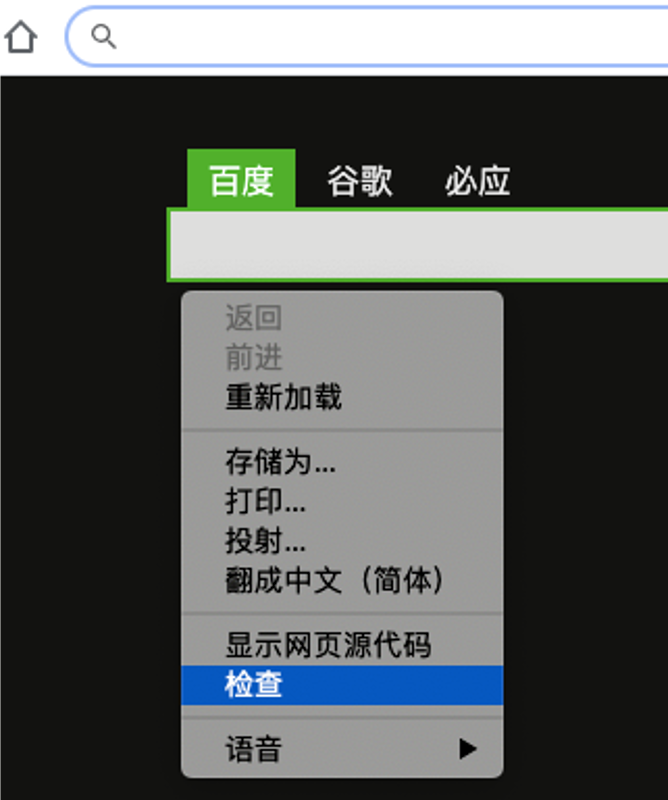 百度 谷歌 必应
返回
前进
重新加载
存储为...
打印...
投射...
翻成中文（简体）
显示网页源代码
检查
语音